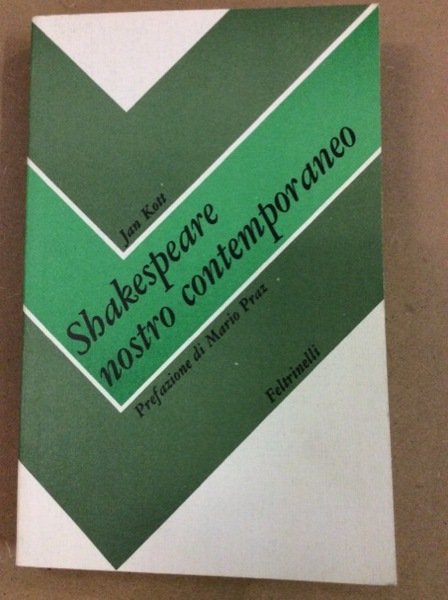 Jan Kott
Shakespeare
nostro contemporaneo
Prefazione di Mario Praz
Feltrinelli